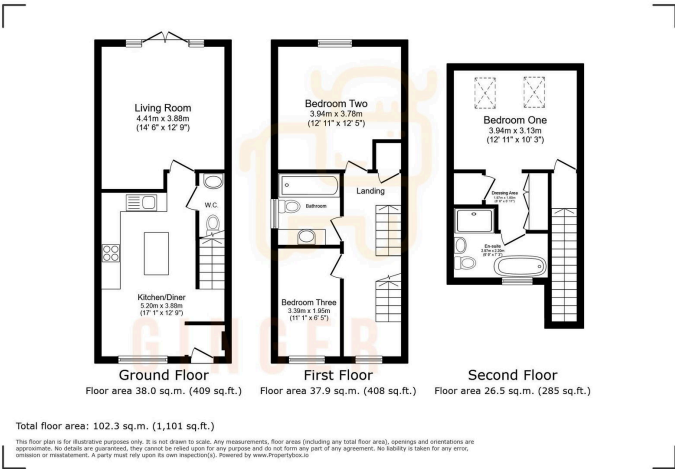 Living Room
4.41m x 3.88m
(14' 6" x 12' 9")
W.C.
Kitchen/Diner
5.20m x 3.88m
(17' 1" x 12' 9")
Ground Floor
Floor area 38.0 sq.m. (409 sq.ft.)
Bedroom Two
3.94m x 3.78m
(12' 11" x 12' 5")
Landing
Bathroom
Bedroom Three
3.39m x 1.95m
(11' 1" x 6' 5")
First Floor
Floor area 37.9 sq.m. (408 sq.ft.)
Bedroom One
3.94m x 3.13m
(12' 11" x 10' 3")
Dressing Area
En-suite
Second Floor
Floor area 26.5 sq.m. (285 sq.ft.)
GINGER
Total floor area: 102.3 sq.m. (1,101 sq.ft.)
This floor plan is for illustrative purposes only. It is not drawn to scale. Any measurements, floor areas (including any total floor area), openings and orientations are
approximate. No details are guaranteed, they cannot be relied upon for any purpose and do not form any part of any agreement. No liability is taken for any error,
omission or misstatement. A party must rely upon its own inspection(s). Powered by www.Propertybox.io